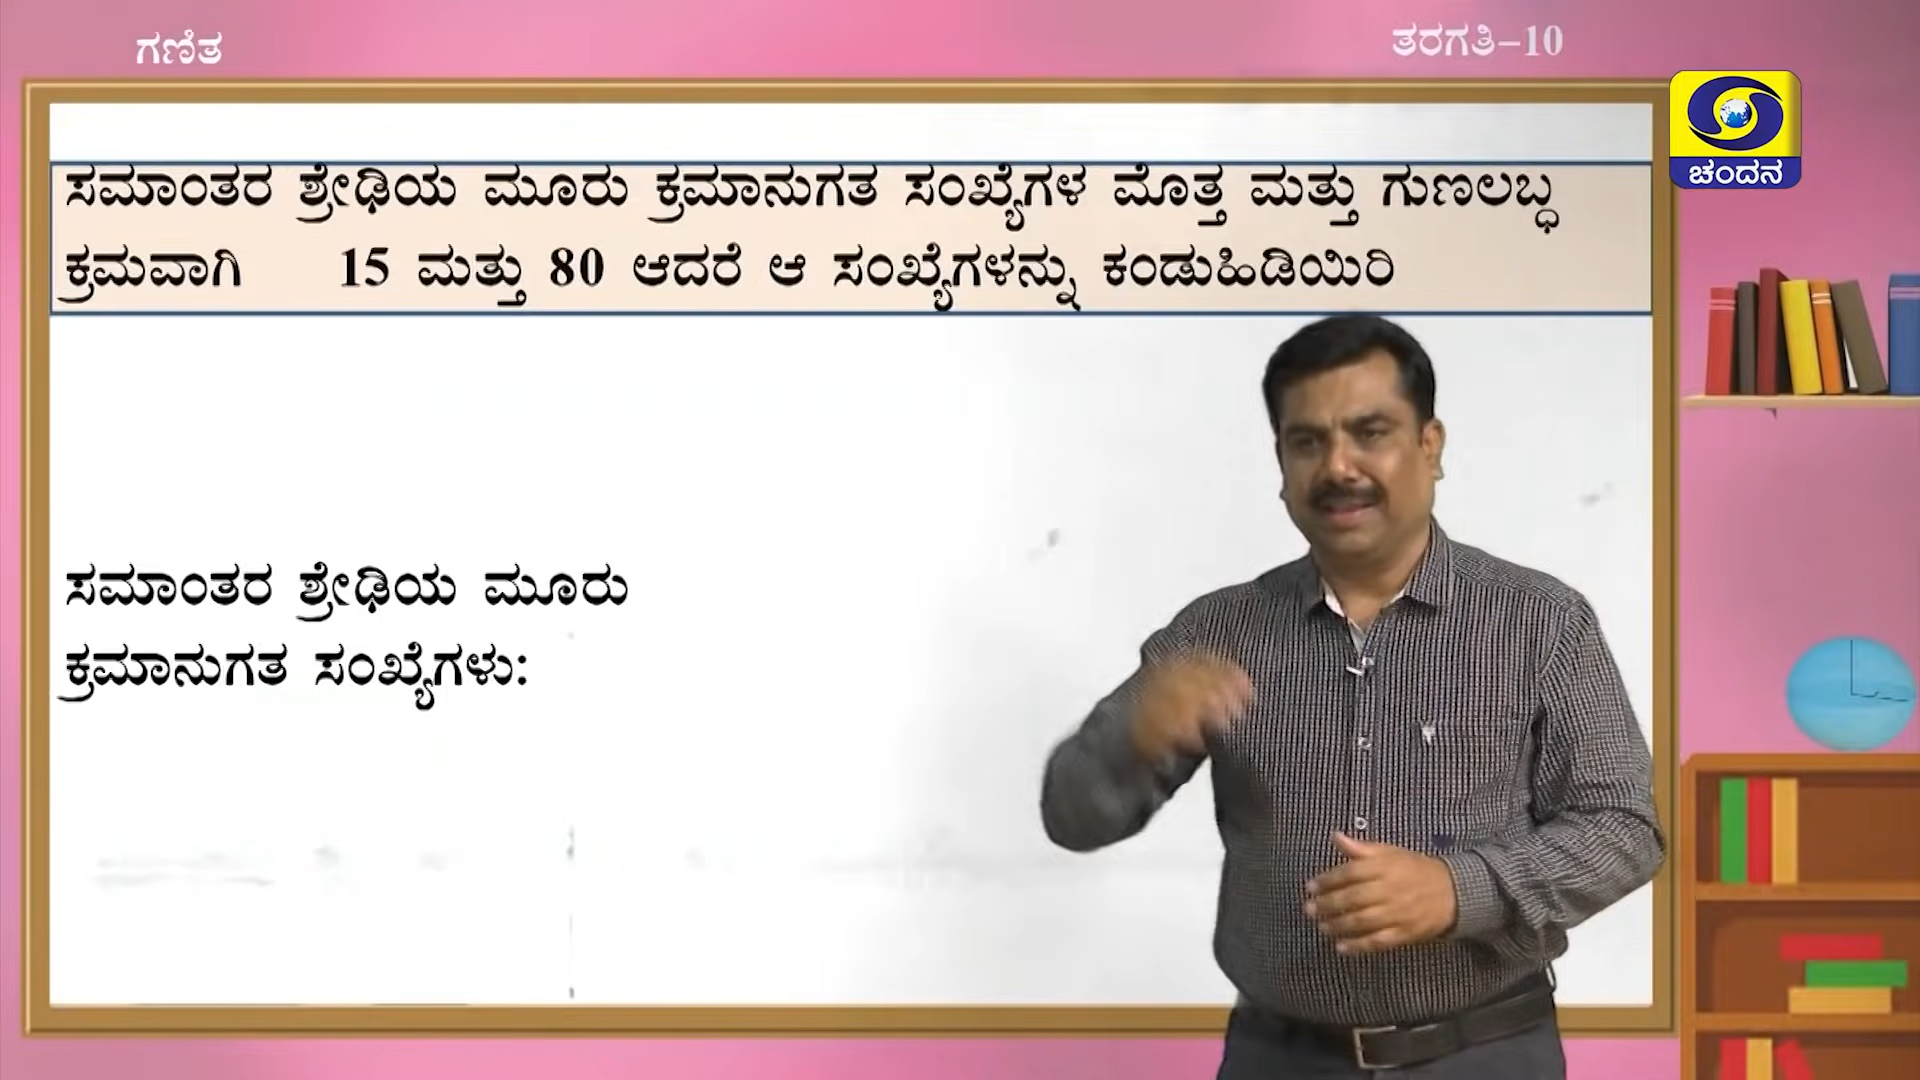 ಗಣಿತ
ತರಗತಿ-10
ಚಂದನ
ಸಮಾಂತರ ಶ್ರೇಢಿಯ ಮೂರು ಕ್ರಮಾನುಗತ ಸಂಖ್ಯೆಗಳ ಮೊತ್ತ ಮತ್ತು ಗುಣಲಬ್ಧ
ಕ್ರಮವಾಗಿ 15 ಮತ್ತು 80 ಆದರೆ ಆ ಸಂಖ್ಯೆಗಳನ್ನು ಕಂಡುಹಿಡಿಯಿರಿ
ಸಮಾಂತರ ಶ್ರೇಢಿಯ ಮೂರು
ಕ್ರಮಾನುಗತ ಸಂಖ್ಯೆಗಳು: